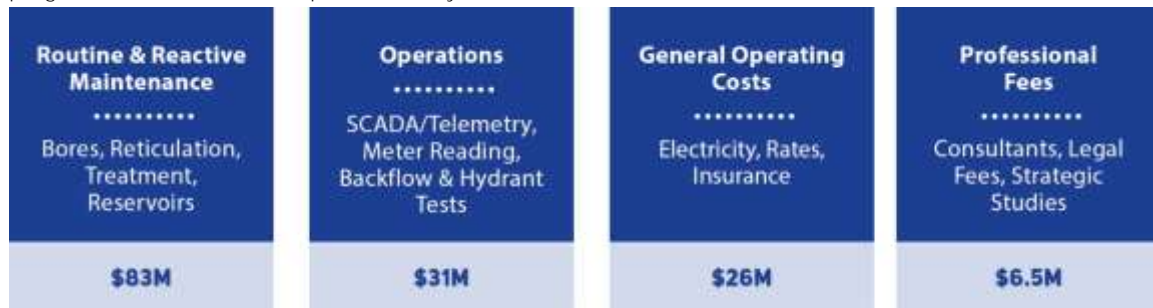 Routine & Reactive
Maintenance
Bores, Reticulation,
Treatment,
Reservoirs
$83M
Operations
SCADA/Telemetry,
Meter Reading,
Backflow & Hydrant
Tests
$31M
General Operating
Costs
Electricity, Rates,
Insurance
$26M
Professional
Fees
Consultants, Legal
Fees, Strategic
Studies
$6.5M